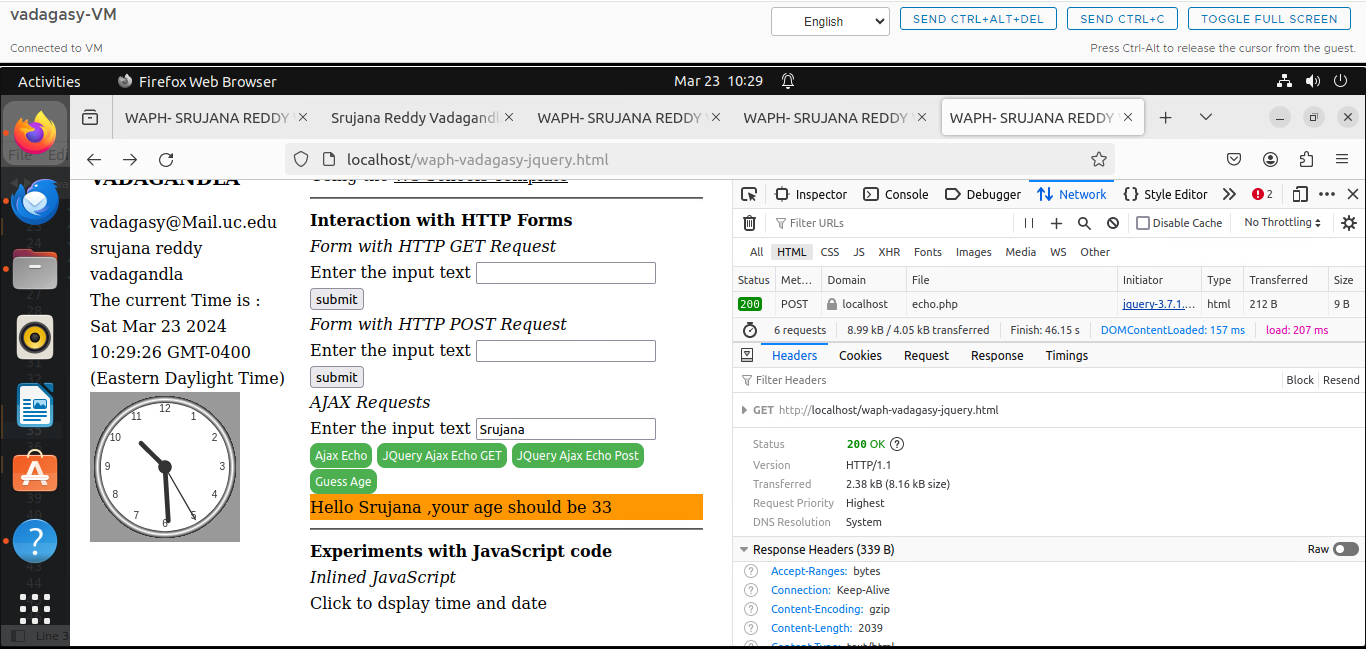 vadagasy-VM
English
SEND CTRL+ALT+DEL
SEND CTRL+C
TOGGLE FULL SCREEN
Connected to VM
Press Ctrl-Alt to release the cursor from the guest.
Activities
Firefox Web Browser
Mar 23 10:29
WAPH- SRUJANA REDDY
Srujana Reddy Vadagandl
WAPH- SRUJANA REDDY
WAPH- SRUJANA REDDY
WAPH- SRUJANA REDDY
File Edi
localhost/waph-vadagasy-jquery.html
VADAGANDLA
vadagasy@Mail.uc.edu
srujana reddy
vadagandla
The current Time is :
Sat Mar 23 2024
10:29:26 GMT-0400
(Eastern Daylight Time)
12
1
2
3
4
5
6
7
8
9
10
11
Interaction with HTTP Forms
Form with HTTP GET Request
Enter the input text
submit
Form with HTTP POST Request
Enter the input text
submit
AJAX Requests
Enter the input text Srujana
Ajax Echo
JQuery Ajax Echo GET
JQuery Ajax Echo Post
Guess Age
Hello Srujana ,your age should be 33
Experiments with JavaScript code
Inlined JavaScript
Click to dsplay time and date
Inspector
Console
Debugger
Network
Style Editor
2
Filter URLs
Disable Cache
No Throttling
All HTML CSS JS XHR Fonts Images Media WS Other
Status Met... Domain File Initiator Type Transferred Size
200 POST localhost echo.php jquery-3.7.1.... html 212 B 9 B
6 requests 8.99 kB / 4.05 kB transferred Finish: 46.15 s DOMContentLoaded: 157 ms load: 207 ms
Headers Cookies Request Response Timings
Filter Headers
Block
Resend
GET http://localhost/waph-vadagasy-jquery.html
Status 200 OK ?
Version HTTP/1.1
Transferred 2.38 kB (8.16 kB size)
Request Priority Highest
DNS Resolution System
Response Headers (339 B)
Raw
? Accept-Ranges: bytes
? Connection: Keep-Alive
? Content-Encoding: gzip
? Content-Length: 2039
Line 3